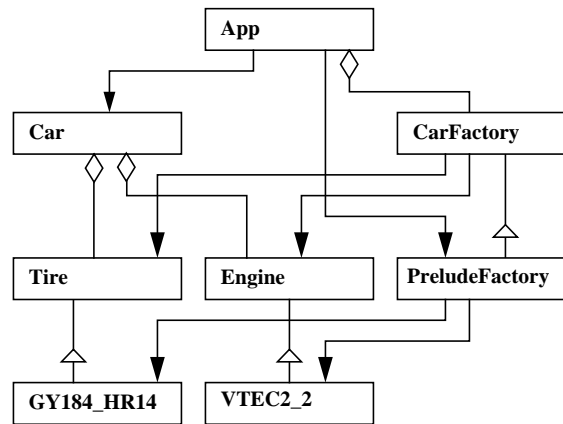 App
Car
CarFactory
Tire
Engine
PreludeFactory
GY184_HR14
VTEC2_2